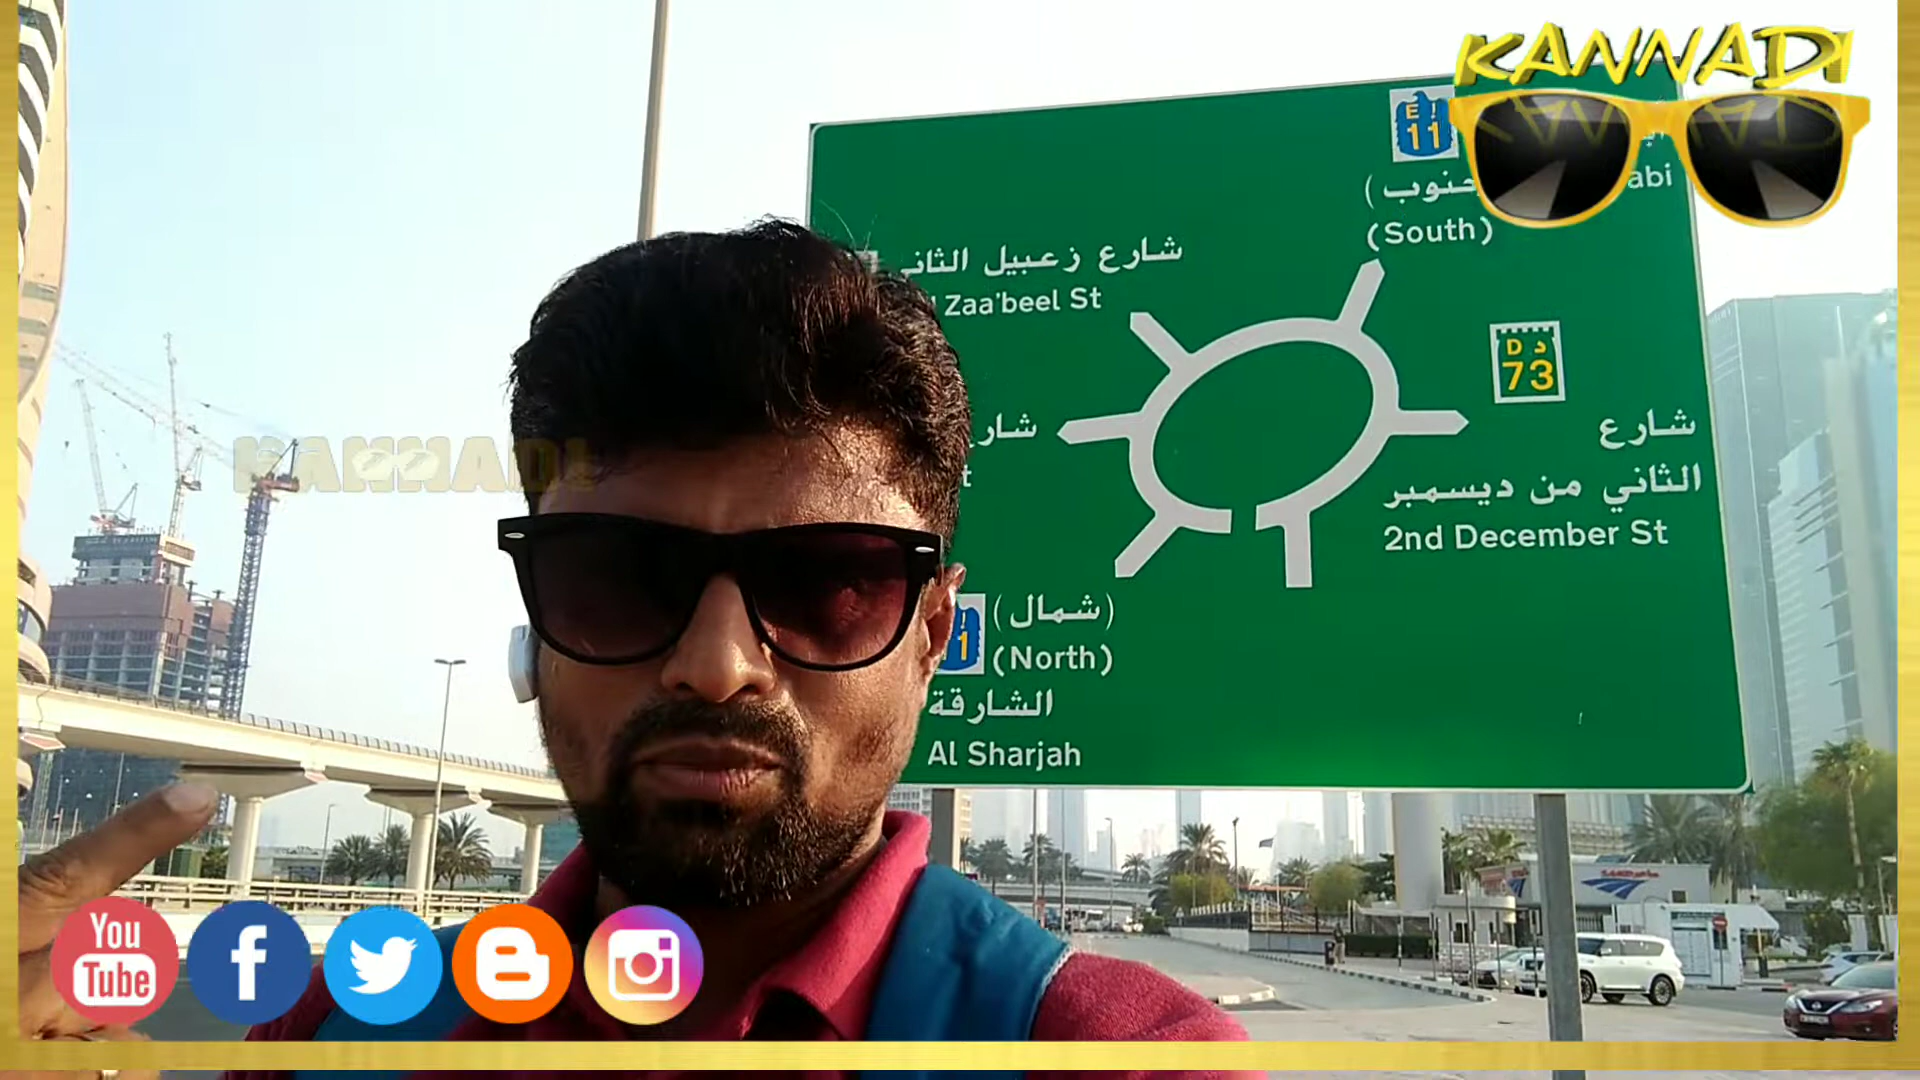 KANNADI
E !
11
(جنوب)
abi
(South)
شارع زعبيل الثاني
Zaa'beel St
D د
73
شارع
KANNADI
شارع
الثاني من ديسمبر
2nd December St
(شمال)
(North)
الشارقة
Al Sharjah
You
Tube